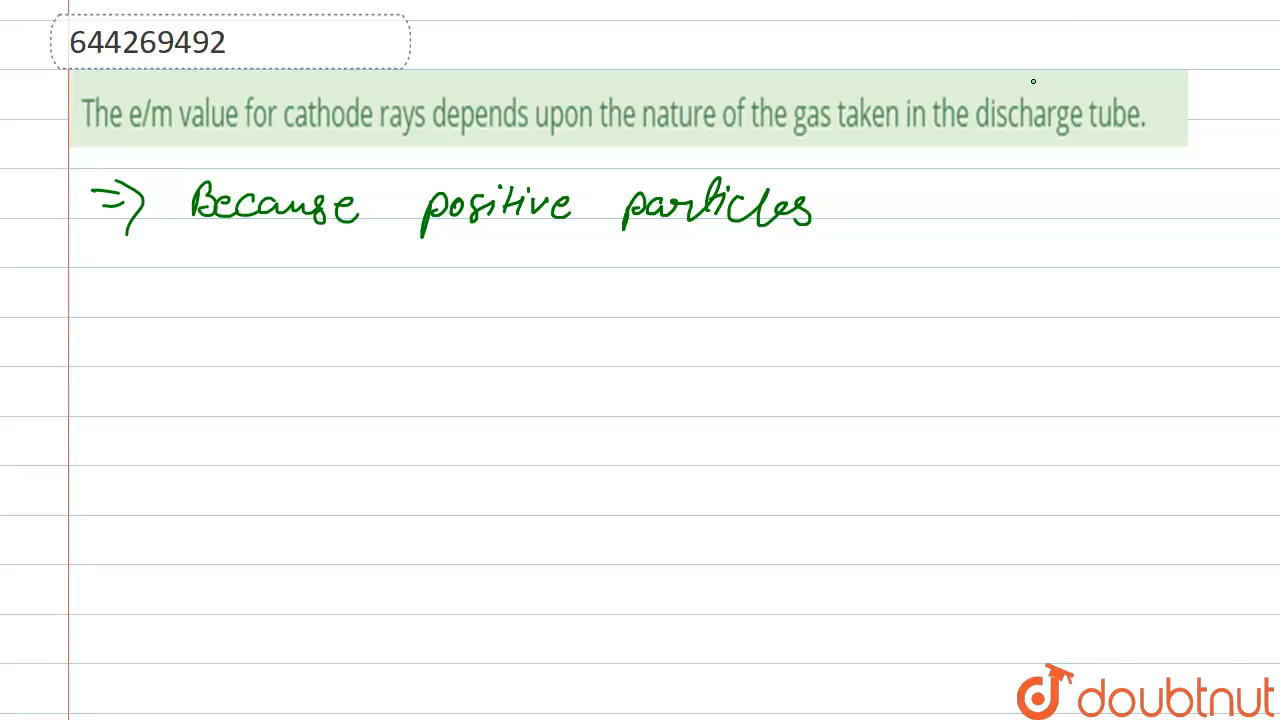 644269492
The e/m value for cathode rays depends upon the nature of the gas taken in the discharge tube.
⇒ Because positive particles
doubtnut